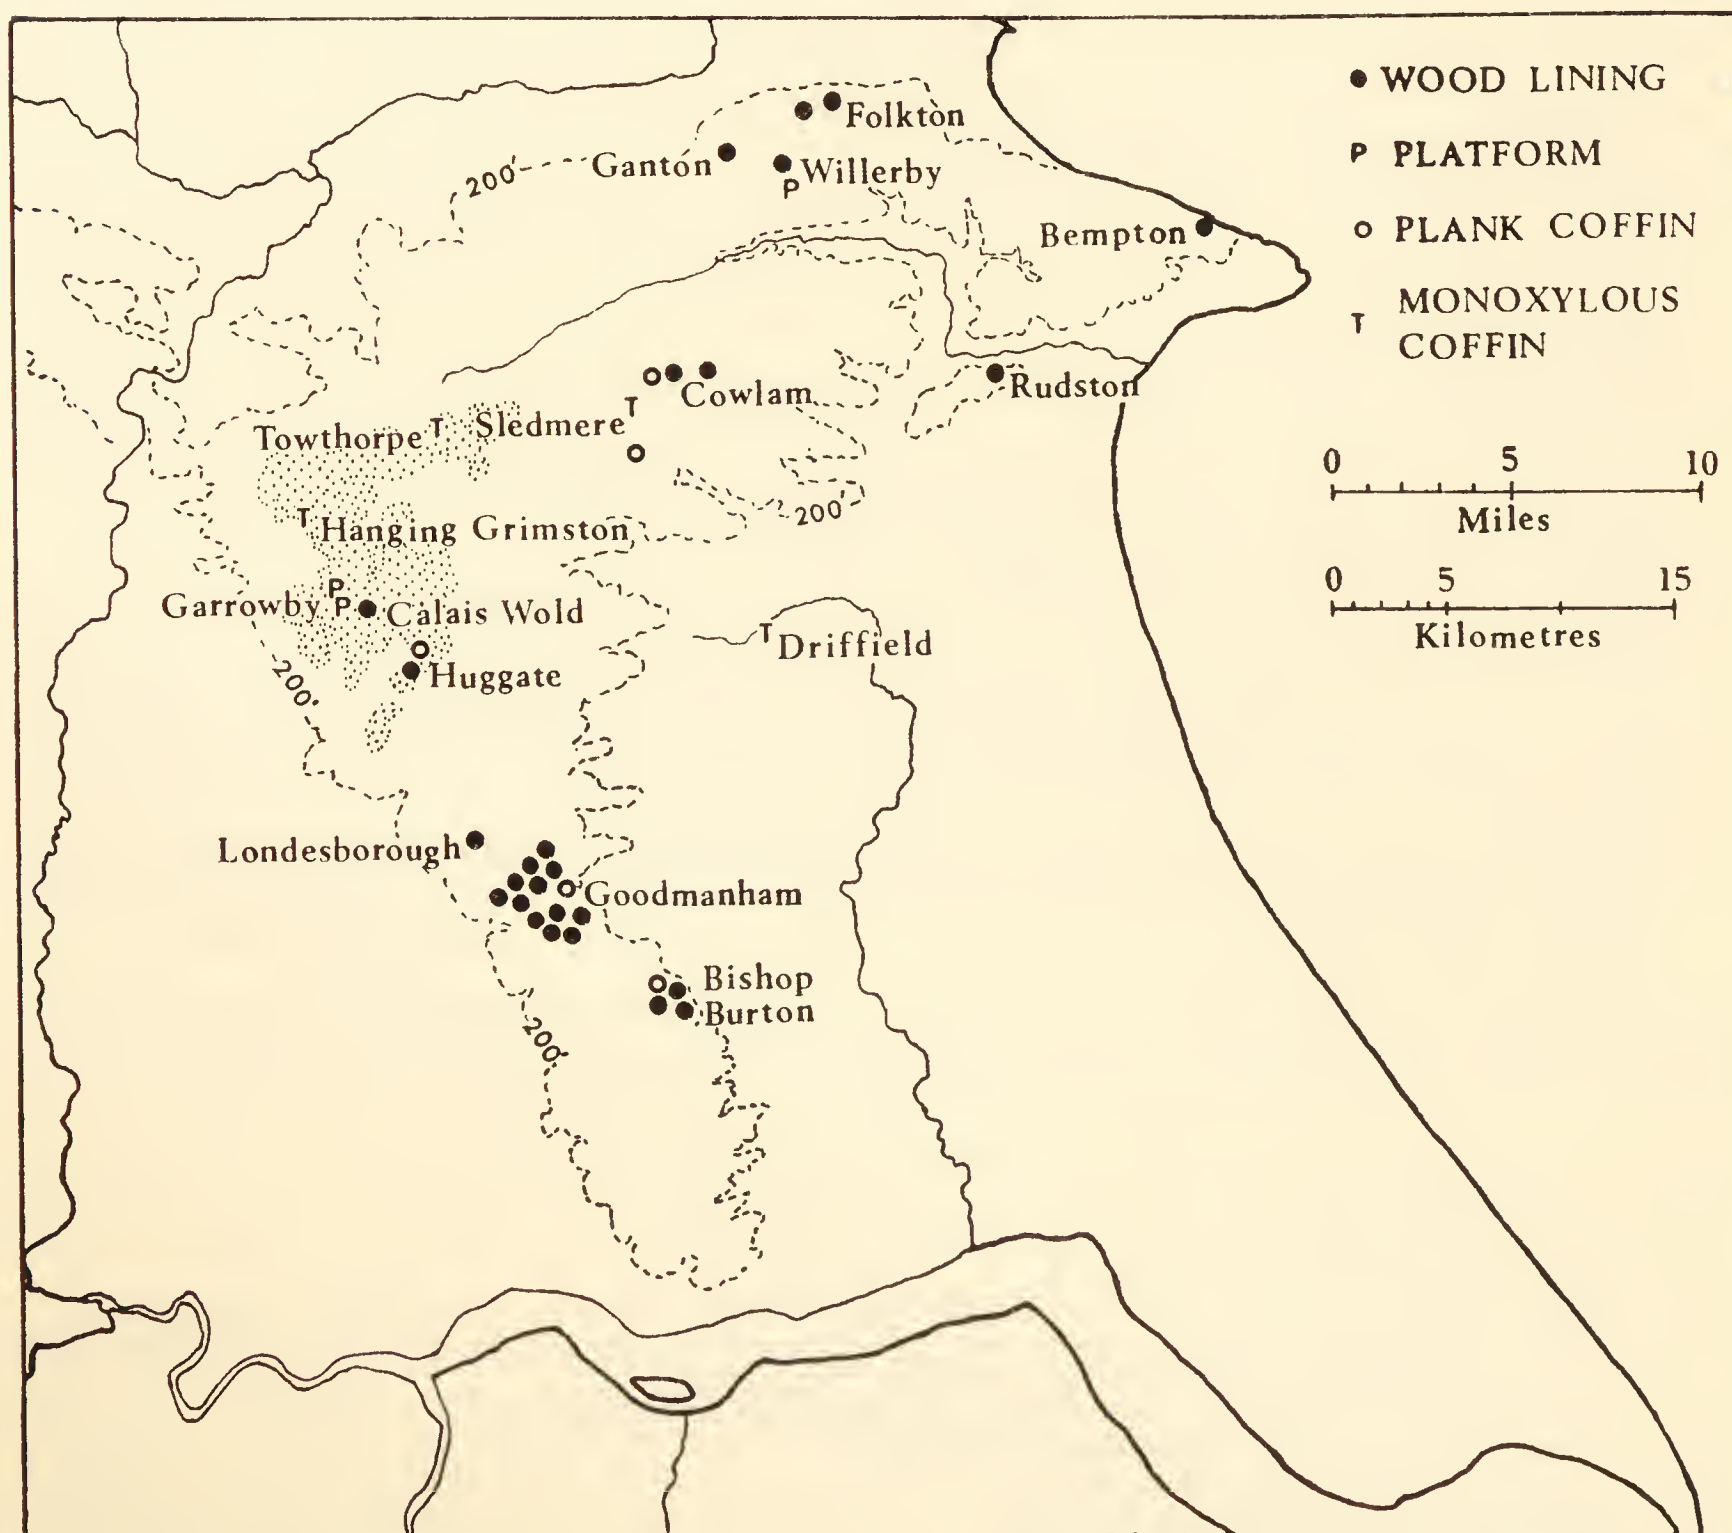 ● WOOD LINING
P PLATFORM
○ PLANK COFFIN
T MONOXYLOUS
COFFIN
0 5 10
Miles
0 5 15
Kilometres
Folkton
Ganton
200'
Willerby
P
Bempton
Cowlam
Rudston
T
Towthorpe T
Sledmere
200'
T Hanging Grimston
P
Garrowby P
Calais Wold
T Driffield
Huggate
200'
Londesborough
Goodmanham
Bishop
Burton
200'